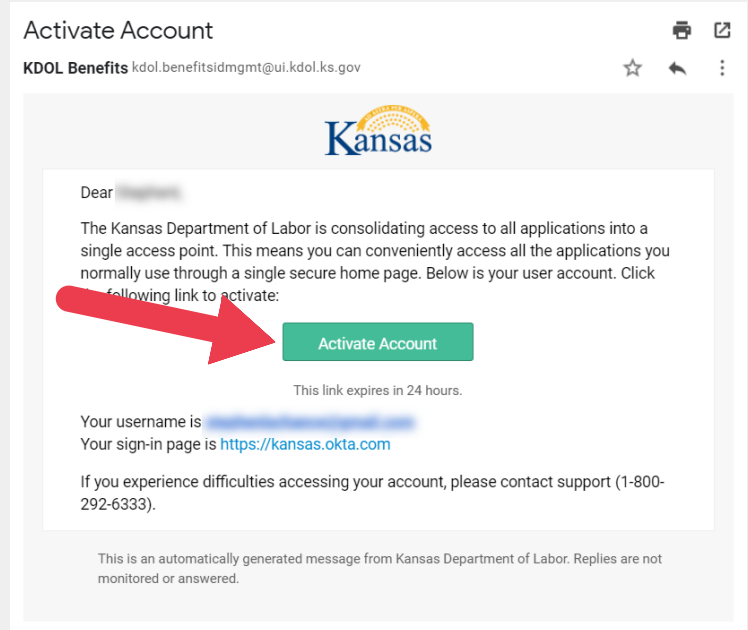 Activate Account
KDOL Benefits kdol.benefitsidmgmt@ui.kdol.ks.gov
Kansas
Dear
The Kansas Department of Labor is consolidating access to all applications into a
single access point. This means you can conveniently access all the applications you
normally use through a single secure home page. Below is your user account. Click
following link to activate:
Activate Account
This link expires in 24 hours.
Your username is
Your sign-in page is https://kansas.okta.com
If you experience difficulties accessing your account, please contact support (1-800-
292-6333).
This is an automatically generated message from Kansas Department of Labor. Replies are not
monitored or answered.